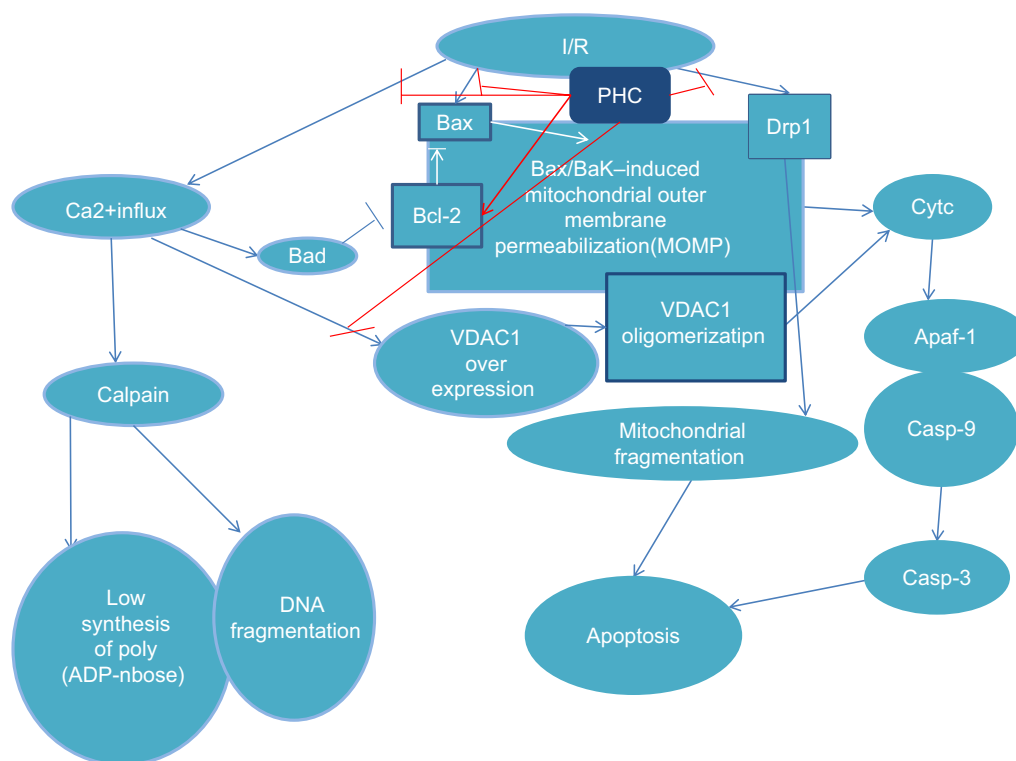 I/R
PHC
Bax
Drp1
Bax/BaK–induced
mitochondrial outer
membrane
permeabilization(MOMP)
Ca2+influx
Bcl-2
Cytc
Bad
VDAC1
oligomerizatipn
VDAC1
over
expression
Apaf-1
Calpain
Casp-9
Mitochondrial
fragmentation
Casp-3
Low
synthesis
of poly
(ADP-nbose)
DNA
fragmentation
Apoptosis